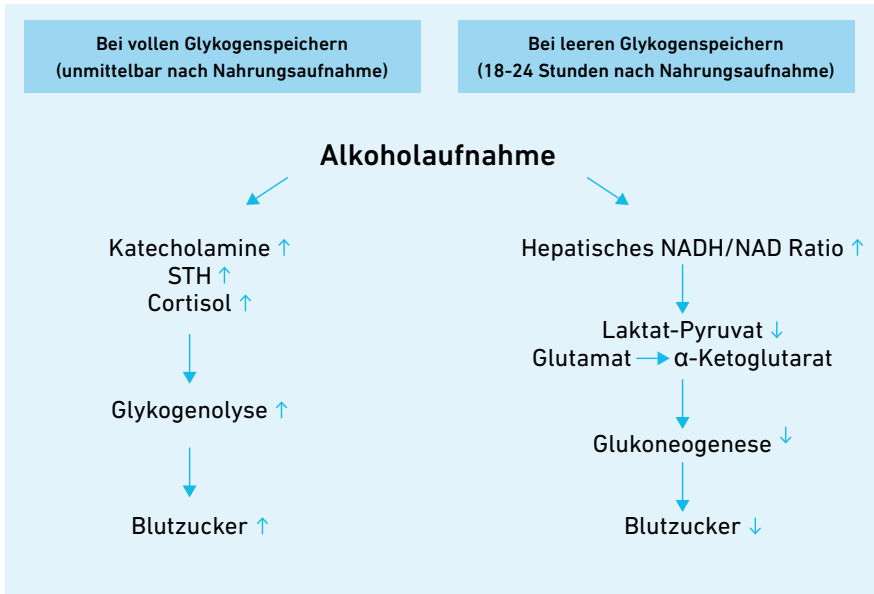 Bei vollen Glykogenspeichern
(unmittelbar nach Nahrungsaufnahme)
Bei leeren Glykogenspeichern
(18-24 Stunden nach Nahrungsaufnahme)
Alkoholaufnahme
Katecholamine ↑
STH ↑
Cortisol ↑
Glykogenolyse ↑
Blutzucker ↑
Hepatisches NADH/NAD Ratio ↑
Laktat-Pyruvat ↓
Glutamat → α-Ketoglutarat
Glukoneogenese ↓
Blutzucker ↓